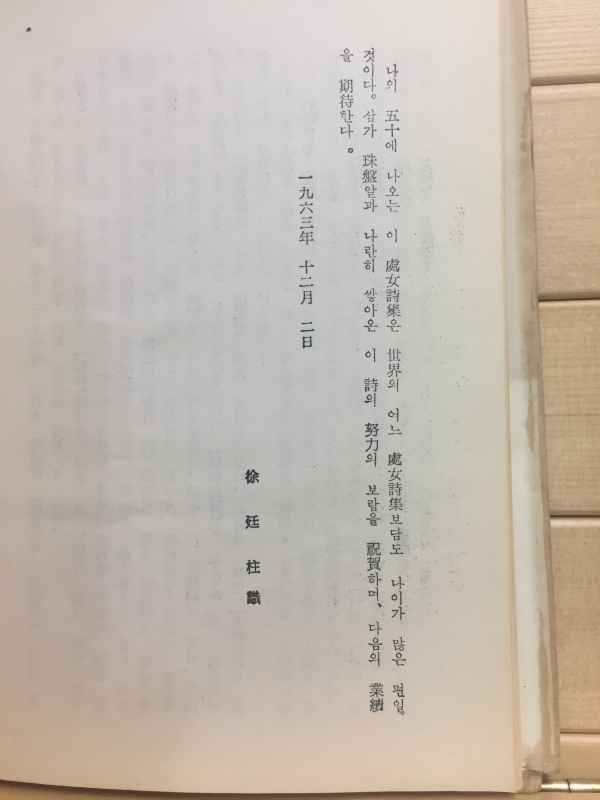 나의 五十에 나오는 이 處女詩集은 世界의 어느 處女詩集보담도 나이가 많은 편일
것이다。삼가 珠盤알과 나란히 쌓아온 이 詩의 努力의 보람을 祝賀하며、다음의 業績
을 期待한다。
一九六三年 十二月 二日
徐廷柱 識